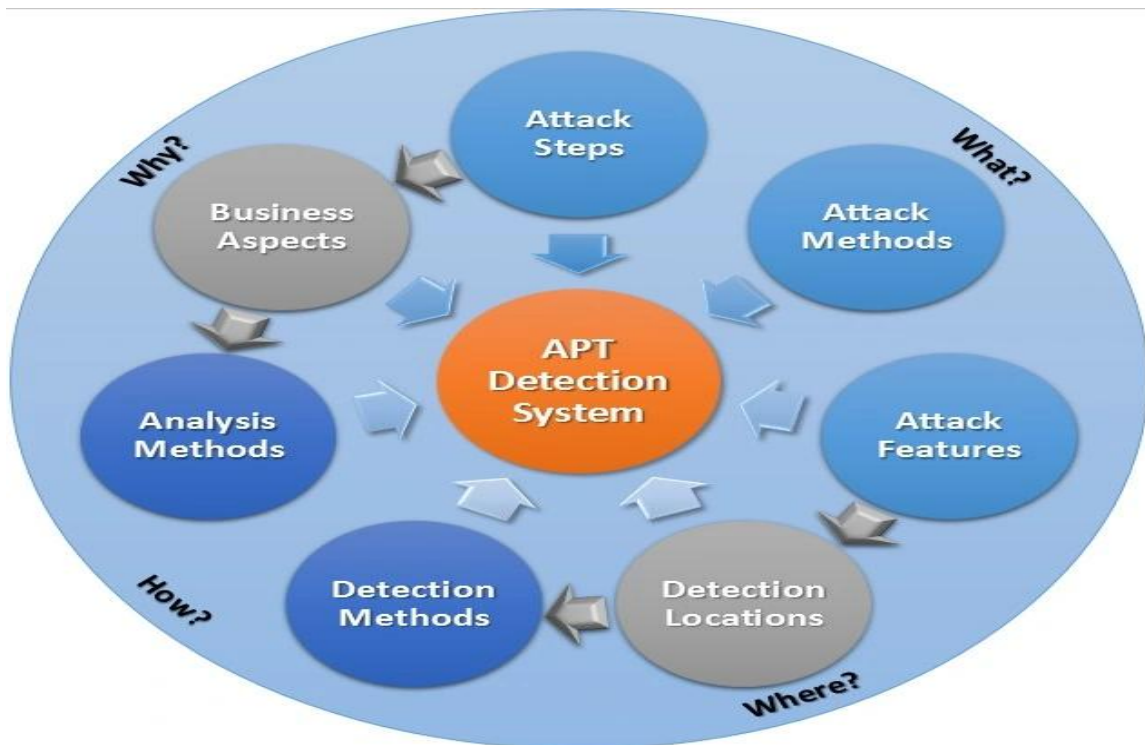 Attack
Steps
Why?
What?
Business
Aspects
Attack
Methods
APT
Detection
System
Analysis
Methods
Attack
Features
Detection
Methods
Detection
Locations
How?
Where?